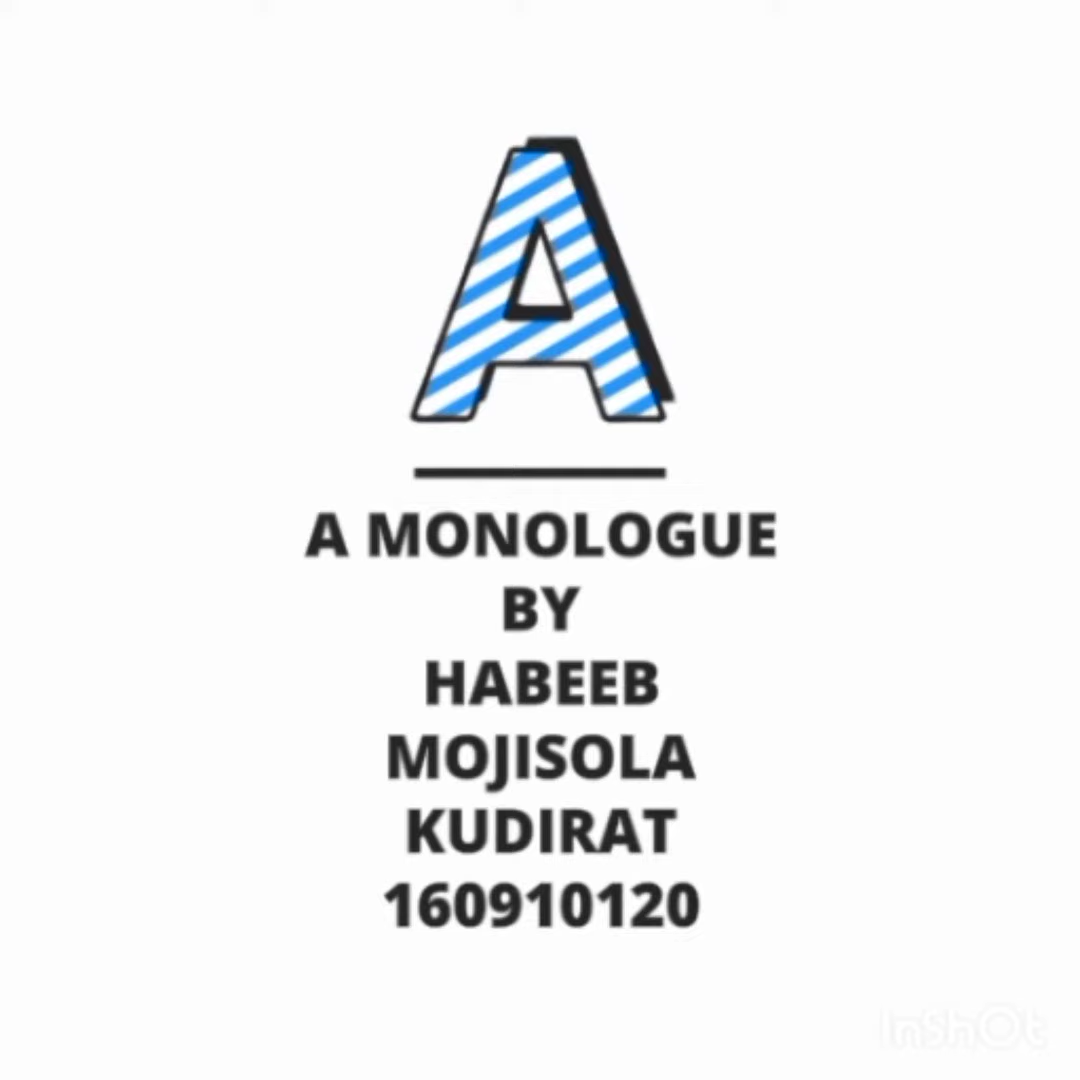 A
A MONOLOGUE
BY
HABEEB
MOJISOLA
KUDIRAT
160910120
InShOt